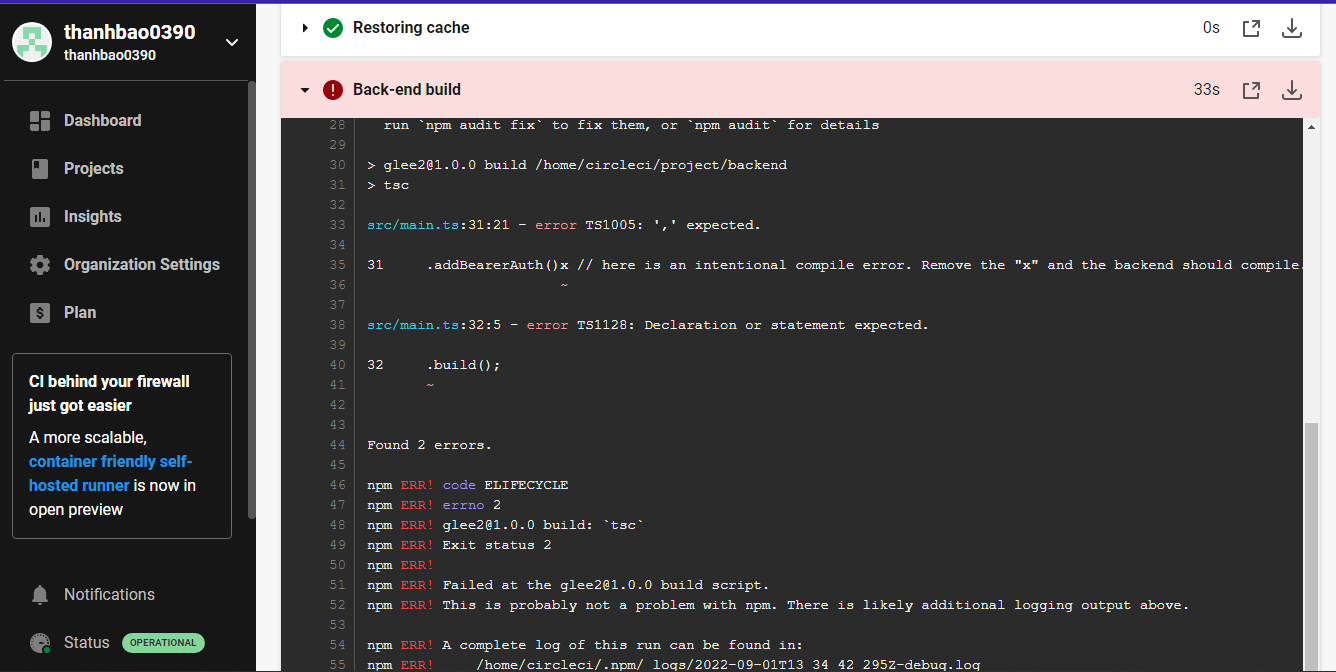 thanhbao0390
thanhbao0390
Dashboard
Projects
Insights
Organization Settings
Plan
CI behind your firewall
just got easier
A more scalable,
container friendly self-
hosted runner is now in
open preview
Notifications
Status OPERATIONAL
Restoring cache 0s
Back-end build 33s
28 run `npm audit fix` to fix them, or `npm audit` for details
29
30 > glee2@1.0.0 build /home/circleci/project/backend
31 > tsc
32
33 src/main.ts:31:21 - error TS1005: ',' expected.
34
35 31 .addBearerAuth()x // here is an intentional compile error. Remove the "x" and the backend should compile.
36 ~
37
38 src/main.ts:32:5 - error TS1128: Declaration or statement expected.
39
40 32 .build();
41 ~
42
43
44 Found 2 errors.
45
46 npm ERR! code ELIFECYCLE
47 npm ERR! errno 2
48 npm ERR! glee2@1.0.0 build: `tsc`
49 npm ERR! Exit status 2
50 npm ERR!
51 npm ERR! Failed at the glee2@1.0.0 build script.
52 npm ERR! This is probably not a problem with npm. There is likely additional logging output above.
53
54 npm ERR! A complete log of this run can be found in:
55 npm ERR! /home/circleci/.npm/_logs/2022-09-01T13_34_42_295Z-debug.log